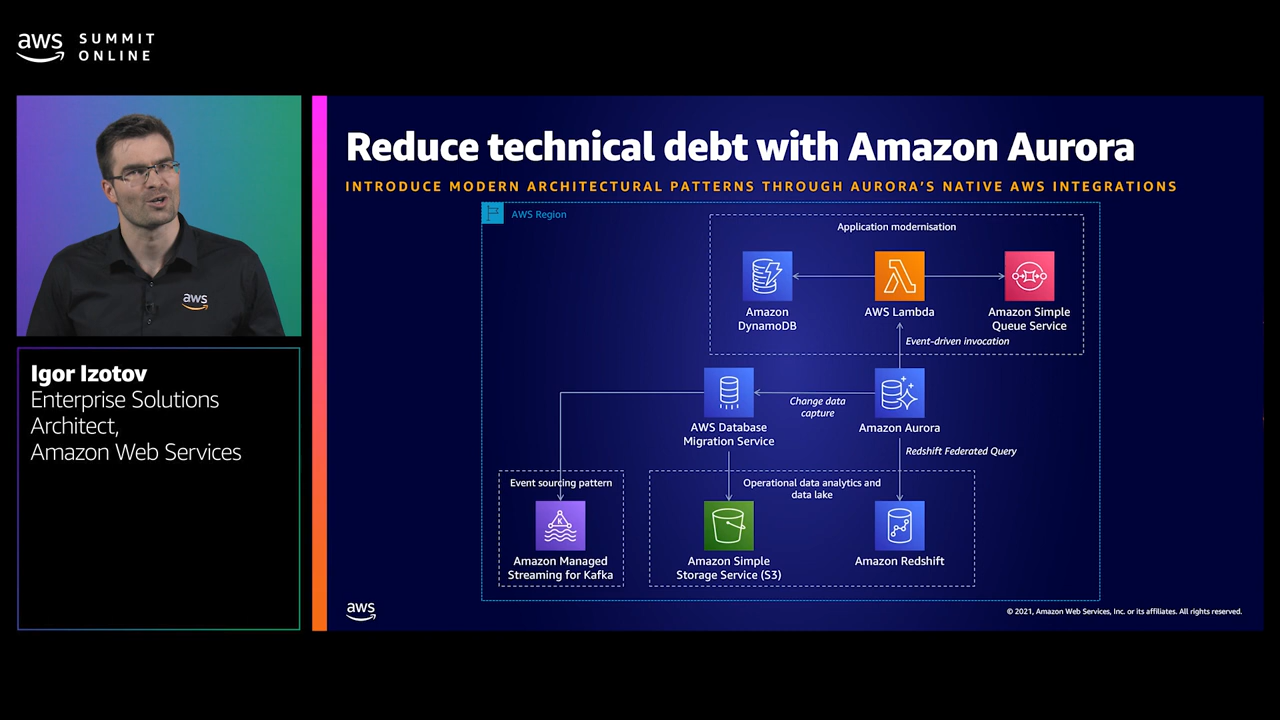 aws SUMMIT
ONLINE
aws
Igor Izotov
Enterprise Solutions
Architect,
Amazon Web Services
Reduce technical debt with Amazon Aurora
INTRODUCE MODERN ARCHITECTURAL PATTERNS THROUGH AURORA'S NATIVE AWS INTEGRATIONS
AWS Region
Application modernisation
Amazon
DynamoDB
AWS Lambda
Amazon Simple
Queue Service
Event-driven invocation
AWS Database
Migration Service
Change data
capture
Amazon Aurora
Redshift Federated Query
Event sourcing pattern
Operational data analytics and
data lake
Amazon Managed
Streaming for Kafka
Amazon Simple
Storage Service (S3)
Amazon Redshift
aws
© 2021, Amazon Web Services, Inc. or its affiliates. All rights reserved.